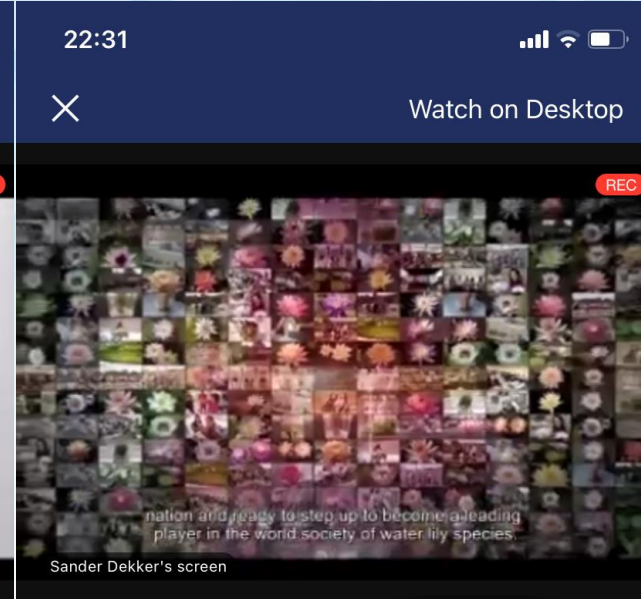 22:31
Watch on Desktop
REC
nation and ready to step up to become a leading
player in the world society of water lily species,
Sander Dekker's screen